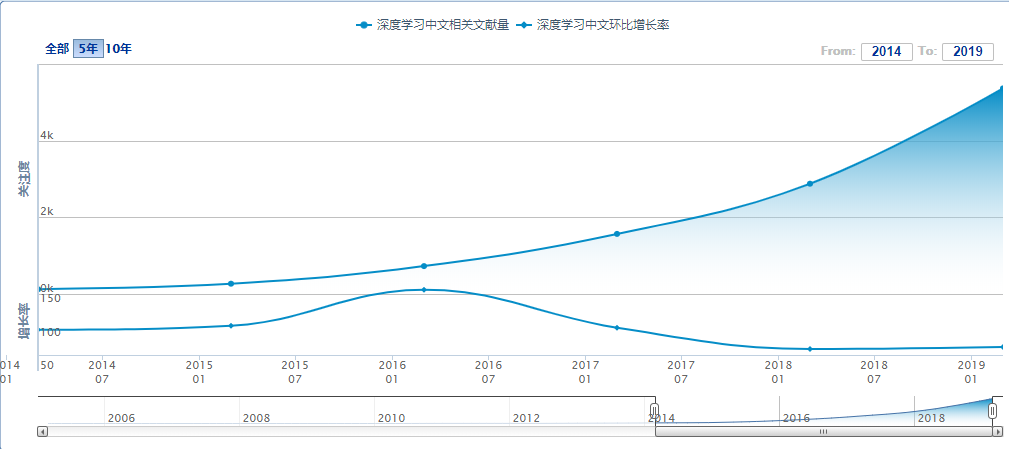 深度学习中文相关文献量 深度学习中文环比增长率
全部 5年 10年 From: 2014 To: 2019
4k
关注度
2k
0k
150
增长率
100
50
2014 2014 2015 2015 2016 2016 2017 2017 2018 2018 2019
01 07 01 07 01 07 01 07 01 07 01
2006 2008 2010 2012 2014 2016 2018